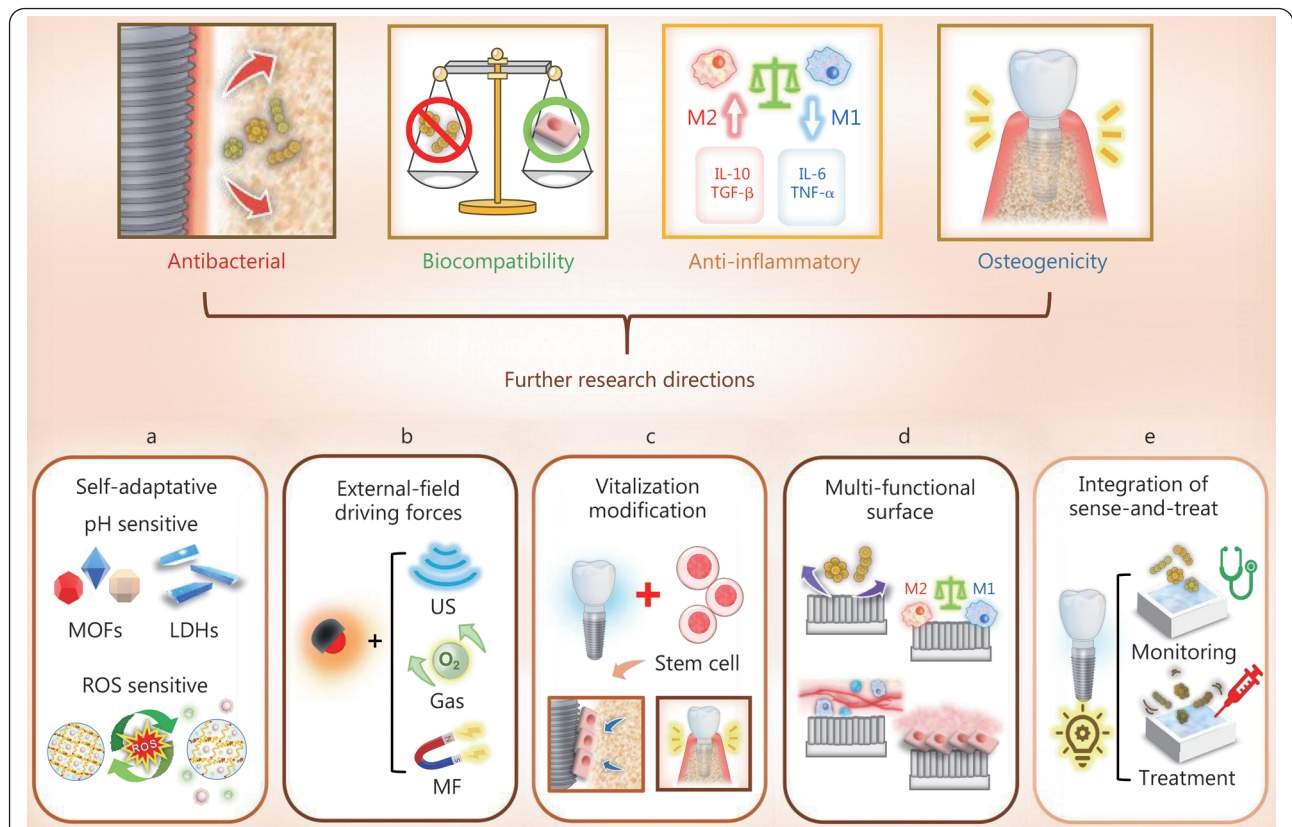 M2
M1
IL-10
TGF-β
IL-6
TNF-α
Antibacterial
Biocompatibility
Anti-inflammatory
Osteogenicity
Further research directions
a
b
c
d
e
Self-adaptative
pH sensitive
MOFs
LDHs
ROS sensitive
ROS
External-field
driving forces
US
O₂
Gas
N
S
MF
Vitalization
modification
Stem cell
Multi-functional
surface
M2
M1
Integration of
sense-and-treat
Monitoring
Treatment